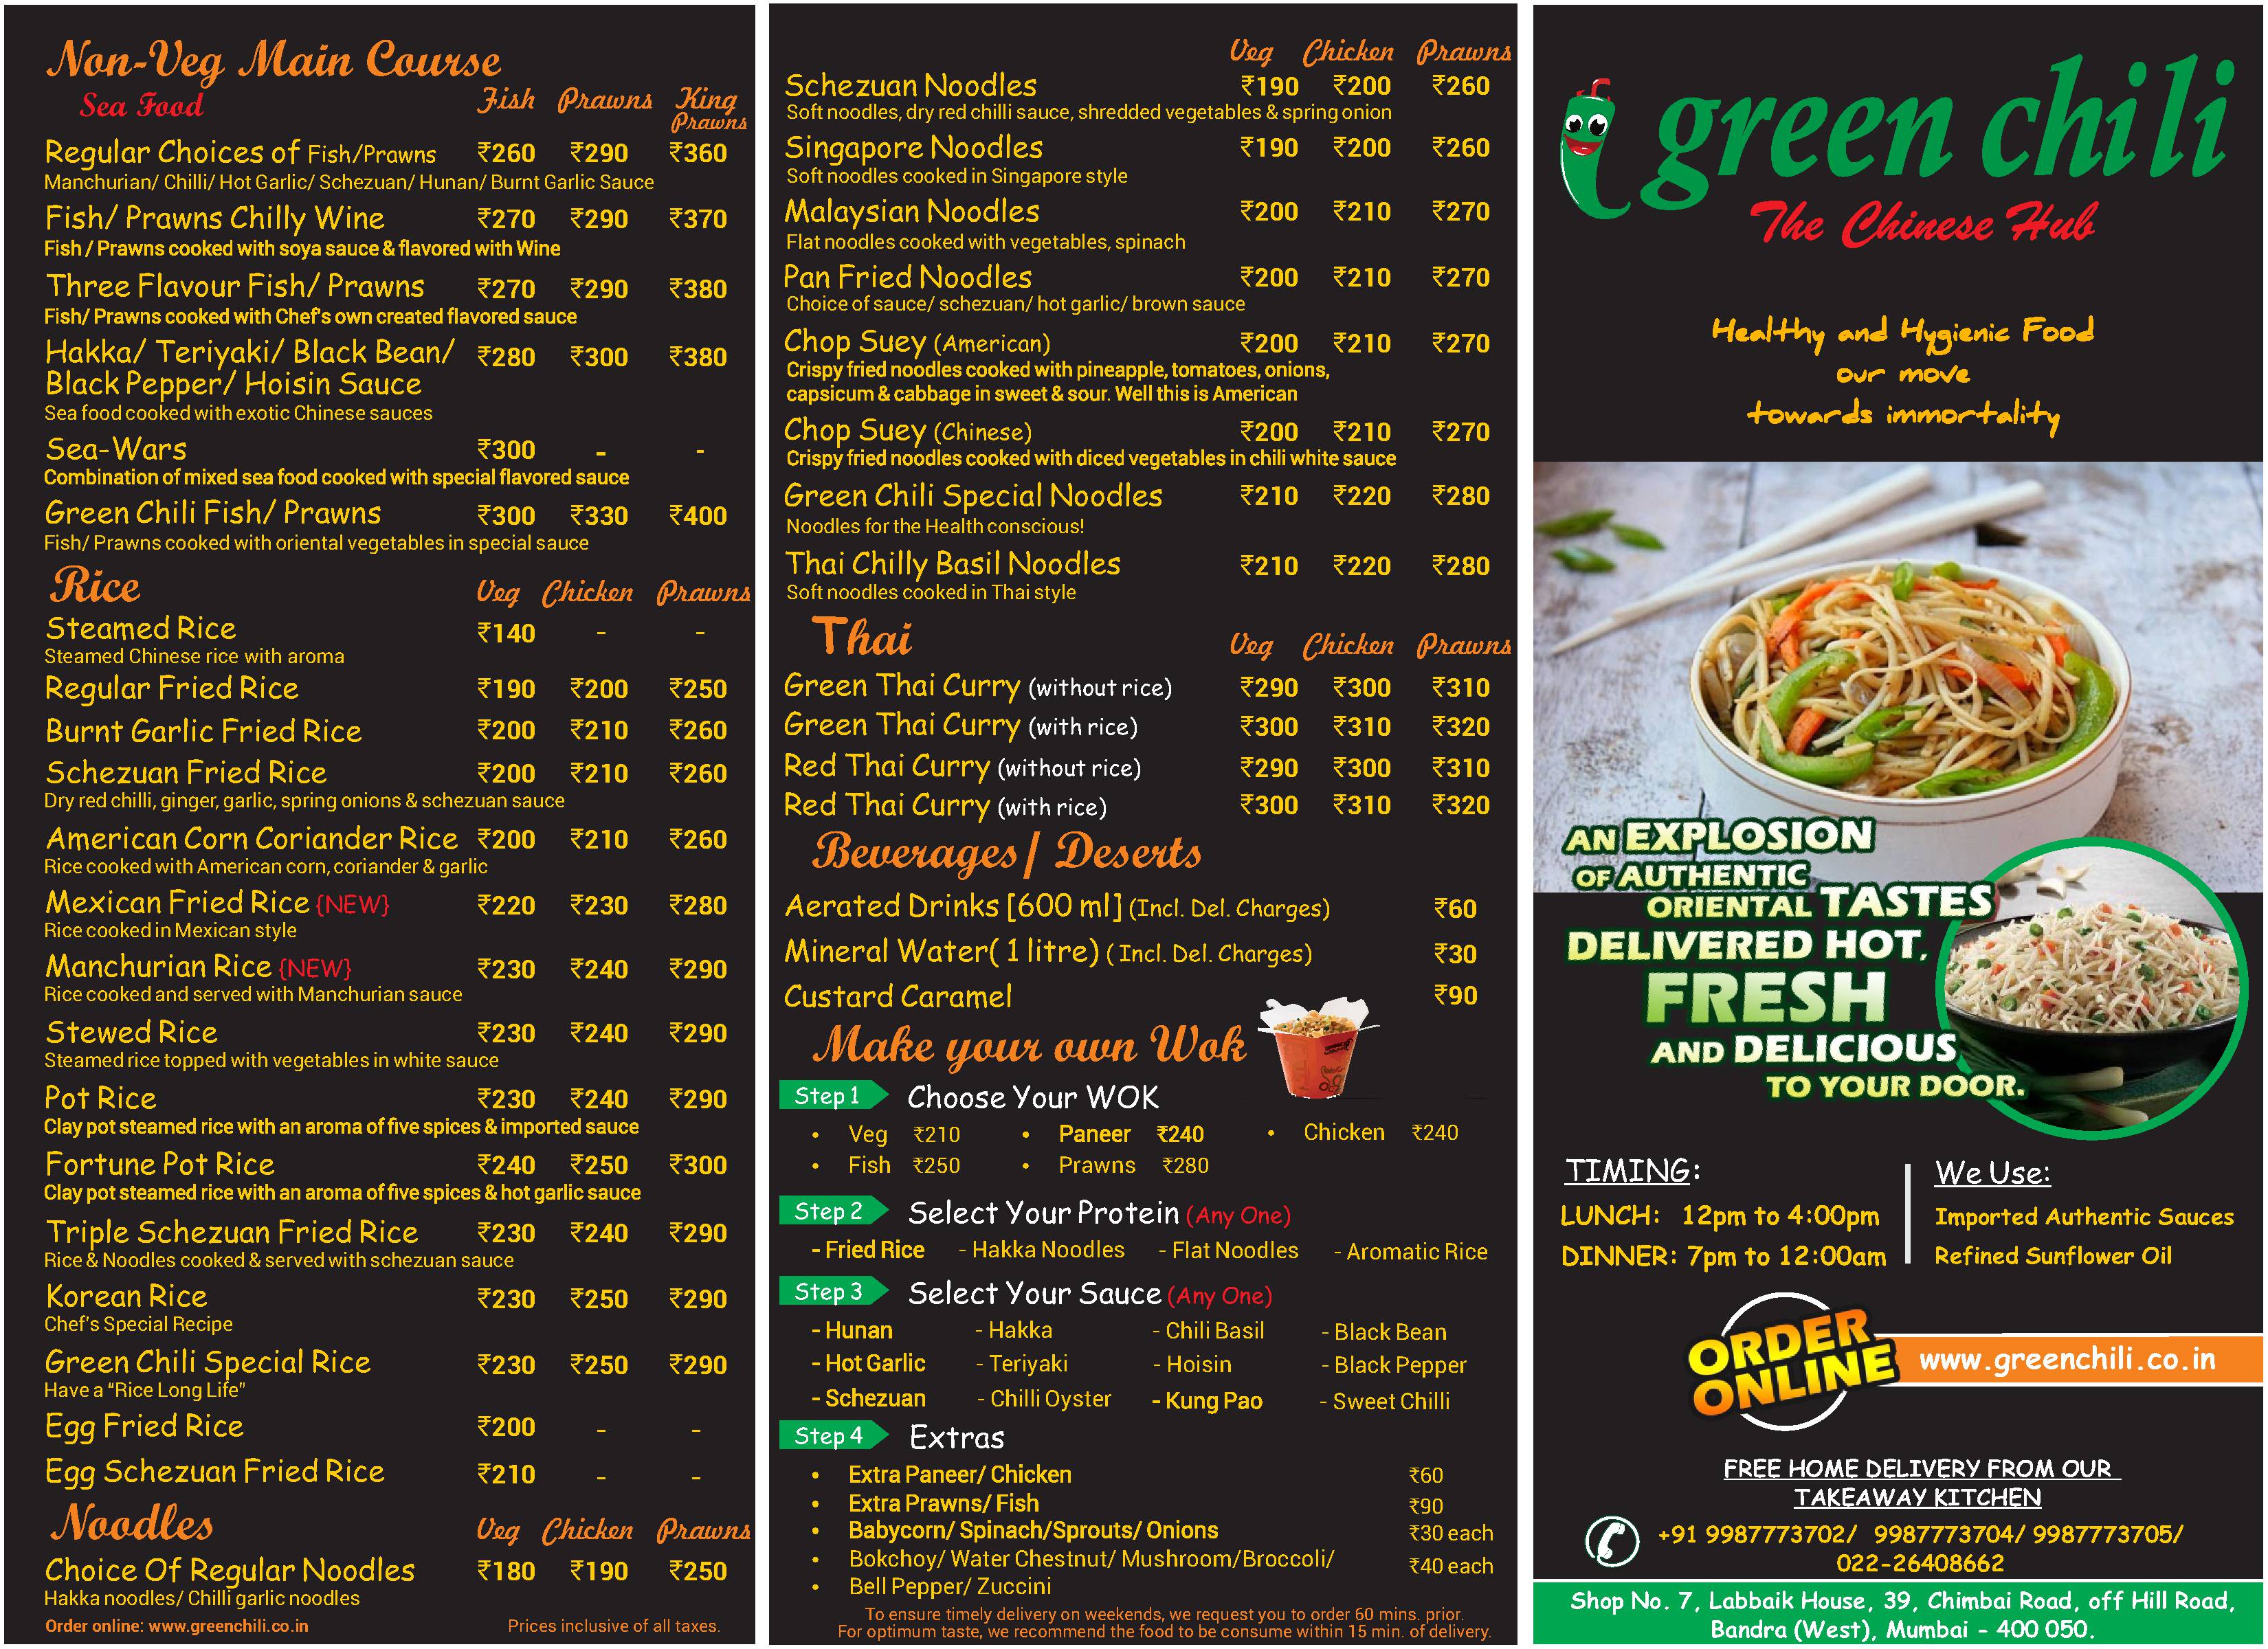 Non-Veg Main Course
Sea Food Fish Prawns King Prawns
Regular Choices of Fish/Prawns ₹260 ₹290 ₹360
Manchurian/ Chilli/ Hot Garlic/ Schezuan/ Hunan/ Burnt Garlic Sauce
Fish/ Prawns Chilly Wine ₹270 ₹290 ₹370
Fish / Prawns cooked with soya sauce & flavored with Wine
Three Flavour Fish/ Prawns ₹270 ₹290 ₹380
Fish/ Prawns cooked with Chef's own created flavored sauce
Hakka/ Teriyaki/ Black Bean/ ₹280 ₹300 ₹380
Black Pepper/ Hoisin Sauce
Sea food cooked with exotic Chinese sauces
Sea-Wars ₹300 - -
Combination of mixed sea food cooked with special flavored sauce
Green Chili Fish/ Prawns ₹300 ₹330 ₹400
Fish/ Prawns cooked with oriental vegetables in special sauce
Rice Veg Chicken Prawns
Steamed Rice ₹140 - -
Steamed Chinese rice with aroma
Regular Fried Rice ₹190 ₹200 ₹250
Burnt Garlic Fried Rice ₹200 ₹210 ₹260
Schezuan Fried Rice ₹200 ₹210 ₹260
Dry red chilli, ginger, garlic, spring onions & schezuan sauce
American Corn Coriander Rice ₹200 ₹210 ₹260
Rice cooked with American corn, coriander & garlic
Mexican Fried Rice {NEW} ₹220 ₹230 ₹280
Rice cooked in Mexican style
Manchurian Rice {NEW} ₹230 ₹240 ₹290
Rice cooked and served with Manchurian sauce
Stewed Rice ₹230 ₹240 ₹290
Steamed rice topped with vegetables in white sauce
Pot Rice ₹230 ₹240 ₹290
Clay pot steamed rice with an aroma of five spices & imported sauce
Fortune Pot Rice ₹240 ₹250 ₹300
Clay pot steamed rice with an aroma of five spices & hot garlic sauce
Triple Schezuan Fried Rice ₹230 ₹240 ₹290
Rice & Noodles cooked & served with schezuan sauce
Korean Rice ₹230 ₹250 ₹290
Chef's Special Recipe
Green Chili Special Rice ₹230 ₹250 ₹290
Have a "Rice Long Life"
Egg Fried Rice ₹200 - -
Egg Schezuan Fried Rice ₹210 - -
Noodles Veg Chicken Prawns
Choice Of Regular Noodles ₹180 ₹190 ₹250
Hakka noodles/ Chilli garlic noodles
Order online: www.greenchili.co.in Prices inclusive of all taxes.
Veg Chicken Prawns
Schezuan Noodles ₹190 ₹200 ₹260
Soft noodles, dry red chilli sauce, shredded vegetables & spring onion
Singapore Noodles ₹190 ₹200 ₹260
Soft noodles cooked in Singapore style
Malaysian Noodles ₹200 ₹210 ₹270
Flat noodles cooked with vegetables, spinach
Pan Fried Noodles ₹200 ₹210 ₹270
Choice of sauce/ schezuan/ hot garlic/ brown sauce
Chop Suey (American) ₹200 ₹210 ₹270
Crispy fried noodles cooked with pineapple, tomatoes, onions,
capsicum & cabbage in sweet & sour. Well this is American
Chop Suey (Chinese) ₹200 ₹210 ₹270
Crispy fried noodles cooked with diced vegetables in chili white sauce
Green Chili Special Noodles ₹210 ₹220 ₹280
Noodles for the Health conscious!
Thai Chilly Basil Noodles ₹210 ₹220 ₹280
Soft noodles cooked in Thai style
Thai Veg Chicken Prawns
Green Thai Curry (without rice) ₹290 ₹300 ₹310
Green Thai Curry (with rice) ₹300 ₹310 ₹320
Red Thai Curry (without rice) ₹290 ₹300 ₹310
Red Thai Curry (with rice) ₹300 ₹310 ₹320
Beverages/ Deserts
Aerated Drinks [600 ml] (Incl. Del. Charges) ₹60
Mineral Water( 1 litre) ( Incl. Del. Charges) ₹30
Custard Caramel ₹90
Make your own Wok
Step 1 Choose Your WOK
• Veg ₹210 • Paneer ₹240 • Chicken ₹240
• Fish ₹250 • Prawns ₹280
Step 2 Select Your Protein (Any One)
- Fried Rice - Hakka Noodles - Flat Noodles - Aromatic Rice
Step 3 Select Your Sauce (Any One)
- Hunan - Hakka - Chili Basil - Black Bean
- Hot Garlic - Teriyaki - Hoisin - Black Pepper
- Schezuan - Chilli Oyster - Kung Pao - Sweet Chilli
Step 4 Extras
• Extra Paneer/ Chicken ₹60
• Extra Prawns/ Fish ₹90
• Babycorn/ Spinach/Sprouts/ Onions ₹30 each
• Bokchoy/ Water Chestnut/ Mushroom/Broccoli/ ₹40 each
• Bell Pepper/ Zuccini
To ensure timely delivery on weekends, we request you to order 60 mins. prior.
For optimum taste, we recommend the food to be consume within 15 min. of delivery.
green chili
The Chinese Hub
Healthy and Hygienic Food
our move
towards immortality
AN EXPLOSION
OF AUTHENTIC
ORIENTAL TASTES
DELIVERED HOT,
FRESH
AND DELICIOUS
TO YOUR DOOR.
TIMING:
LUNCH: 12pm to 4:00pm
DINNER: 7pm to 12:00am
We Use:
Imported Authentic Sauces
Refined Sunflower Oil
ORDER
ONLINE
www.greenchili.co.in
FREE HOME DELIVERY FROM OUR
TAKEAWAY KITCHEN
+91 9987773702/ 9987773704/ 9987773705/
022-26408662
Shop No. 7, Labbaik House, 39, Chimbai Road, off Hill Road,
Bandra (West), Mumbai - 400 050.